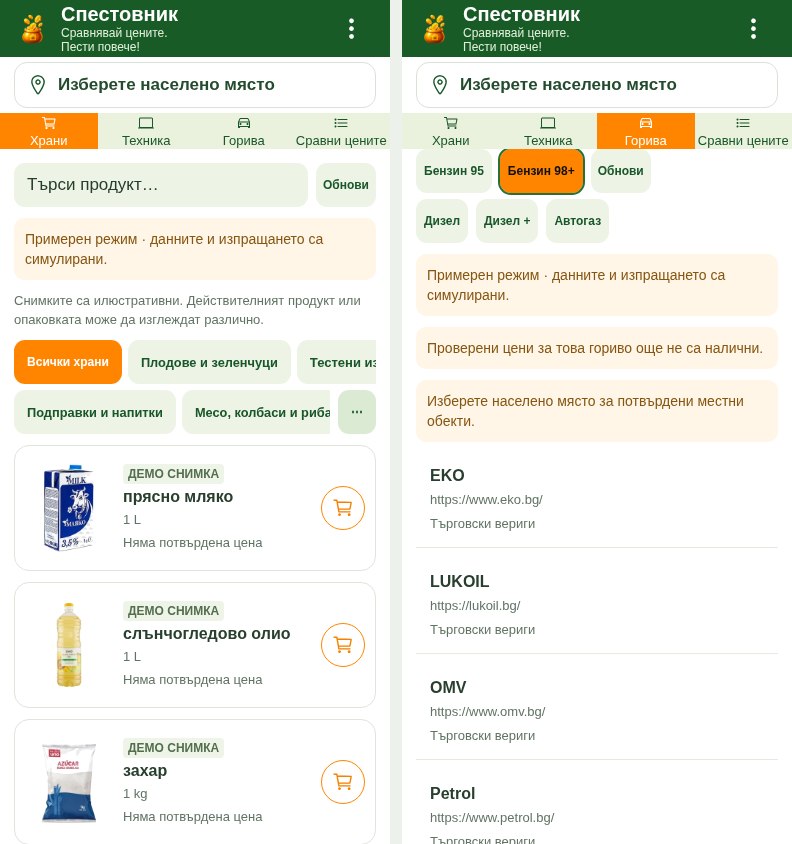 Спестовник
Сравнявай цените.
Пести повече!
Изберете населено място
Храни
Техника
Горива
Сравни цените
Търси продукт…
Обнови
Примерен режим · данните и изпращането са
симулирани.
Снимките са илюстративни. Действителният продукт или
опаковката може да изглеждат различно.
Всички храни
Плодове и зеленчуци
Тестени из
Подправки и напитки
Месо, колбаси и риба
...
MILK
МЛЯКО
3,5%
ДЕМО СНИМКА
прясно мляко
1 L
Няма потвърдена цена
ДЕМО СНИМКА
слънчогледово олио
1 L
Няма потвърдена цена
AZÚCAR
ДЕМО СНИМКА
захар
1 kg
Няма потвърдена цена
Спестовник
Сравнявай цените.
Пести повече!
Изберете населено място
Храни
Техника
Горива
Сравни цените
Бензин 95
Бензин 98+
Обнови
Дизел
Дизел +
Автогаз
Примерен режим · данните и изпращането са
симулирани.
Проверени цени за това гориво още не са налични.
Изберете населено място за потвърдени местни
обекти.
EKO
https://www.eko.bg/
Търговски вериги
LUKOIL
https://lukoil.bg/
Търговски вериги
OMV
https://www.omv.bg/
Търговски вериги
Petrol
https://www.petrol.bg/
Търговски вериги